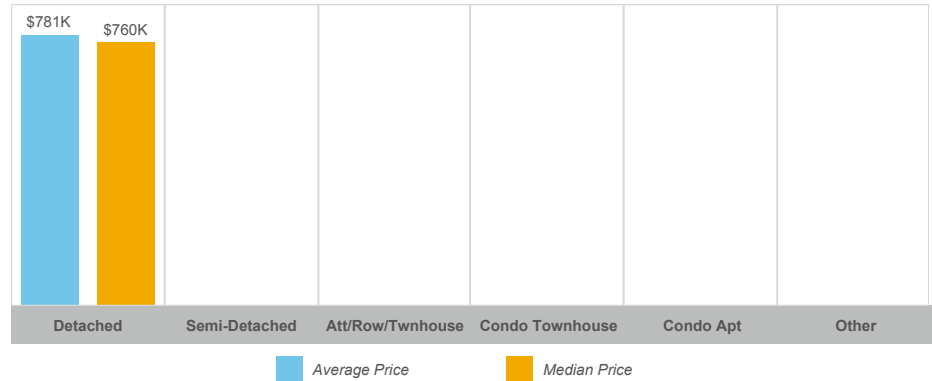 $781K
$760K
Detached Semi-Detached Att/Row/Twnhouse Condo Townhouse Condo Apt Other
Average Price Median Price